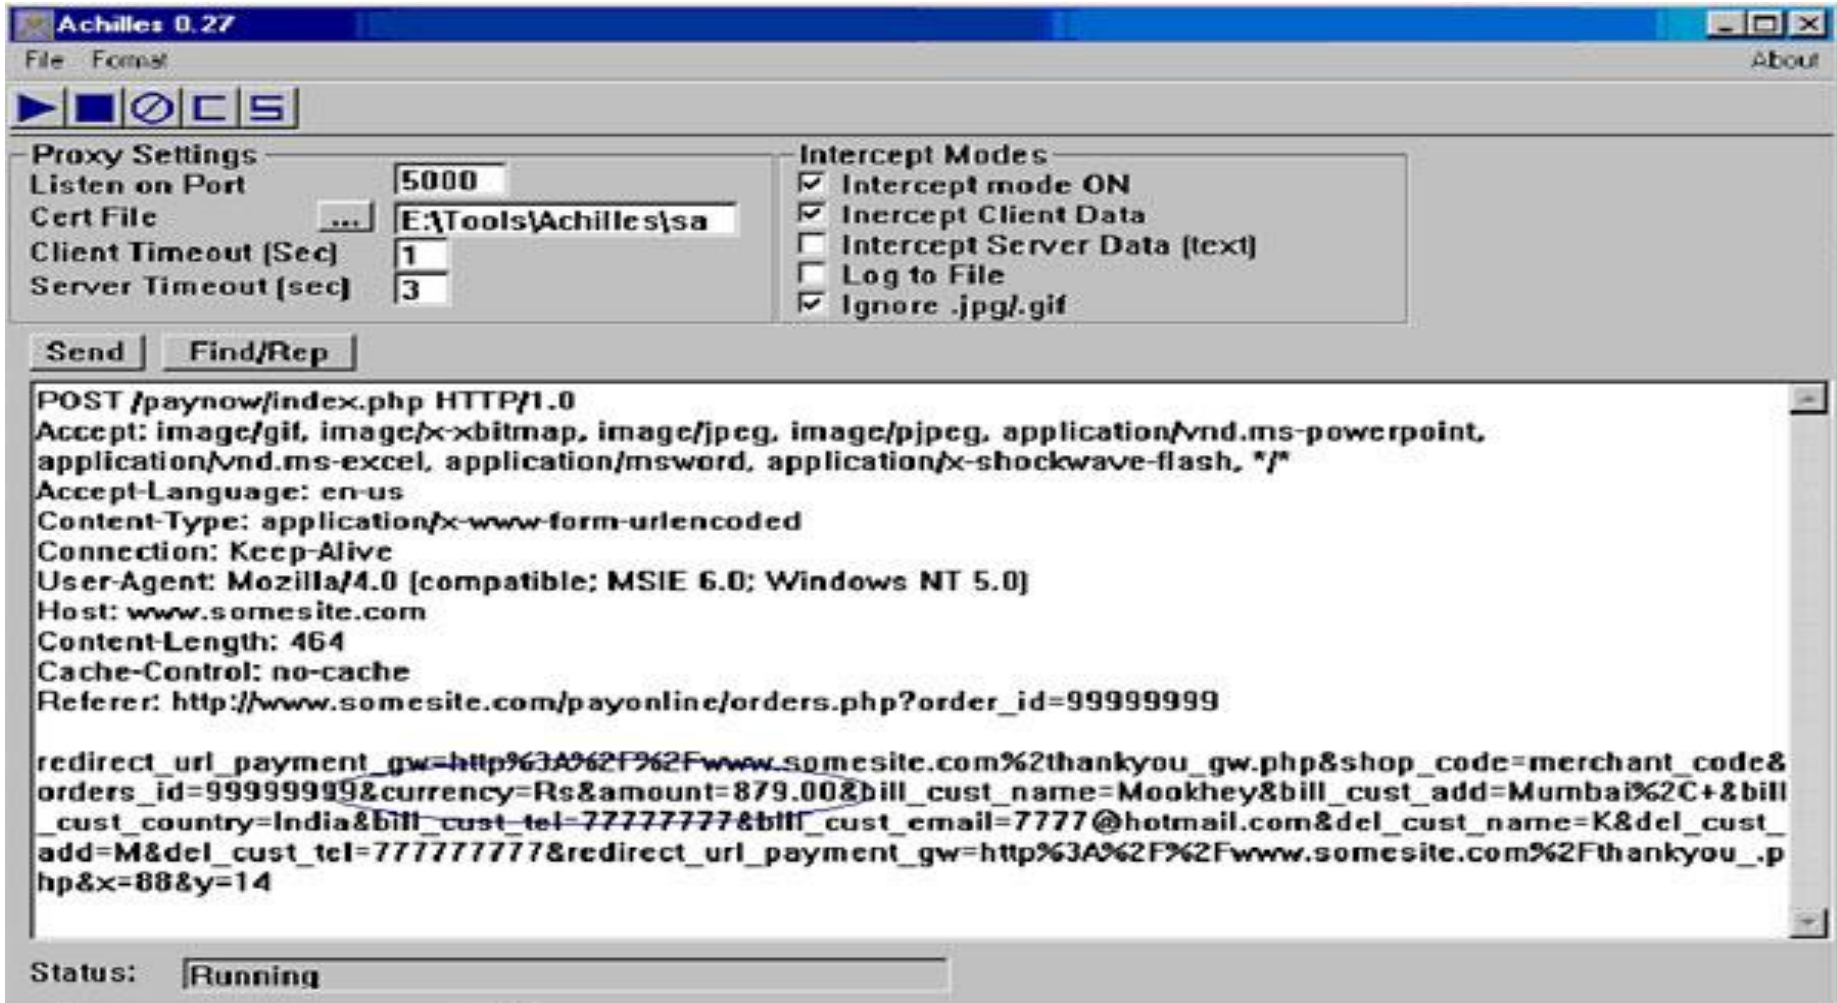 Achilles 0.27
File Format About
Proxy Settings
Listen on Port 5000
Cert File ... E:\Tools\Achilles\sa
Client Timeout (Sec) 1
Server Timeout (sec) 3
Intercept Modes
Intercept mode ON
Inercept Client Data
Intercept Server Data (text)
Log to File
Ignore .jpg/.gif
Send Find/Rep
POST /paynow/index.php HTTP/1.0
Accept: image/gif, image/x-xbitmap, image/jpeg, image/pjpeg, application/vnd.ms-powerpoint,
application/vnd.ms-excel, application/msword, application/x-shockwave-flash, */*
Accept-Language: en-us
Content-Type: application/x-www-form-urlencoded
Connection: Keep-Alive
User-Agent: Mozilla/4.0 (compatible; MSIE 6.0; Windows NT 5.0)
Host: www.somesite.com
Content-Length: 464
Cache-Control: no-cache
Referer: http://www.somesite.com/payonline/orders.php?order_id=99999999
redirect_url_payment_gw=http%3A%2F%2Fwww.somesite.com%2thankyou_gw.php&shop_code=merchant_code&
orders_id=99999999&currency=Rs&amount=879.00&bill_cust_name=Mookhey&bill_cust_add=Mumbai%2C+&bill
_cust_country=India&bill_cust_tel=77777777&bill_cust_email=7777@hotmail.com&del_cust_name=K&del_cust_
add=M&del_cust_tel=777777777&redirect_url_payment_gw=http%3A%2F%2Fwww.somesite.com%2Fthankyou_.p
hp&x=88&y=14
Status: Running